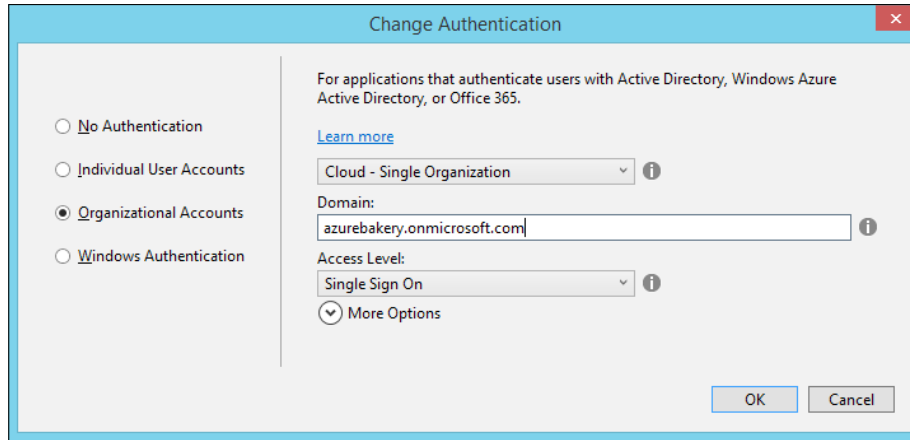 Change Authentication
No Authentication
Individual User Accounts
Organizational Accounts
Windows Authentication
For applications that authenticate users with Active Directory, Windows Azure
Active Directory, or Office 365.
Learn more
Cloud - Single Organization
Domain:
azurebakery.onmicrosoft.com
Access Level:
Single Sign On
More Options
OK
Cancel